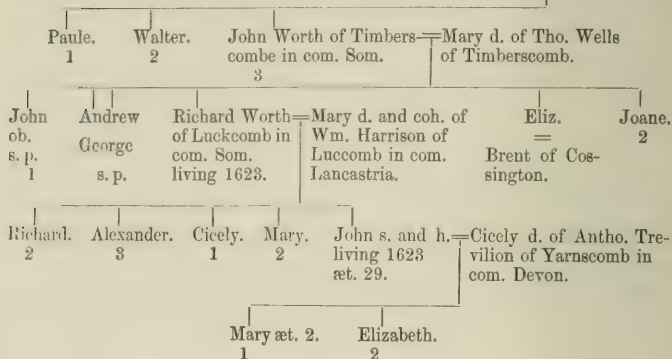 Paule. Walter. John Worth of Timbers-=Mary d. of Tho. Wells
1 2 combe in com. Som. of Timberscomb.
3
John Andrew Richard Worth=Mary d. and coh. of Eliz. Joane.
ob. George of Luckcomb in Wm. Harrison of = 2
s. p. s. p. com. Som. Luccomb in com. Brent of Cos-
1 living 1623. Lancastria. sington.
Richard. Alexander. Cicely. Mary. John s. and h.=Cicely d. of Antho. Tre-
2 3 1 2 living 1623 vilion of Yarnscomb in
æt. 29. com. Devon.
Mary æt. 2. Elizabeth.
1 2